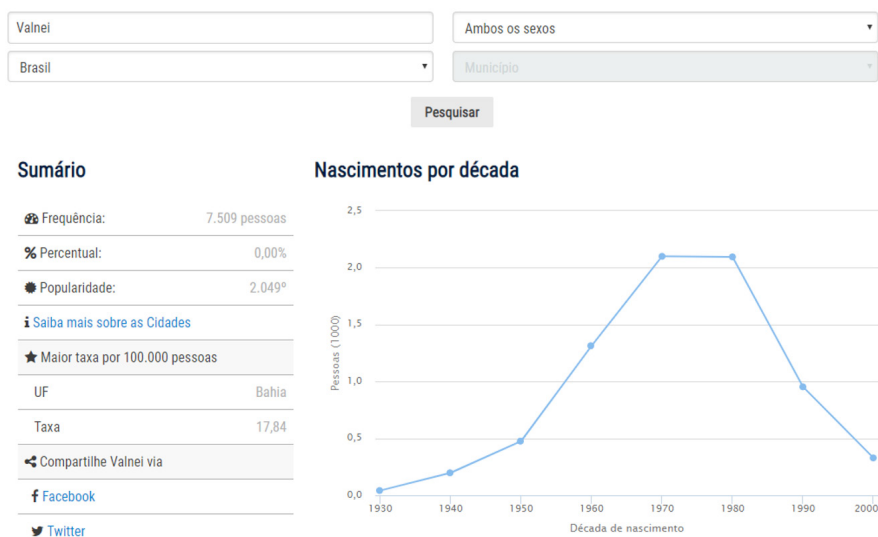 Valnei
Ambos os sexos
Brasil
Município
Pesquisar
Sumário
Frequência: 7.509 pessoas
Percentual: 0,00%
Popularidade: 2.049º
Saiba mais sobre as Cidades
Maior taxa por 100.000 pessoas
UF Bahia
Taxa 17,84
Compartilhe Valnei via
Facebook
Twitter
Nascimentos por década
2,5
2,0
1,5
1,0
0,5
0,0
Pessoas (1000)
1930 1940 1950 1960 1970 1980 1990 2000
Década de nascimento